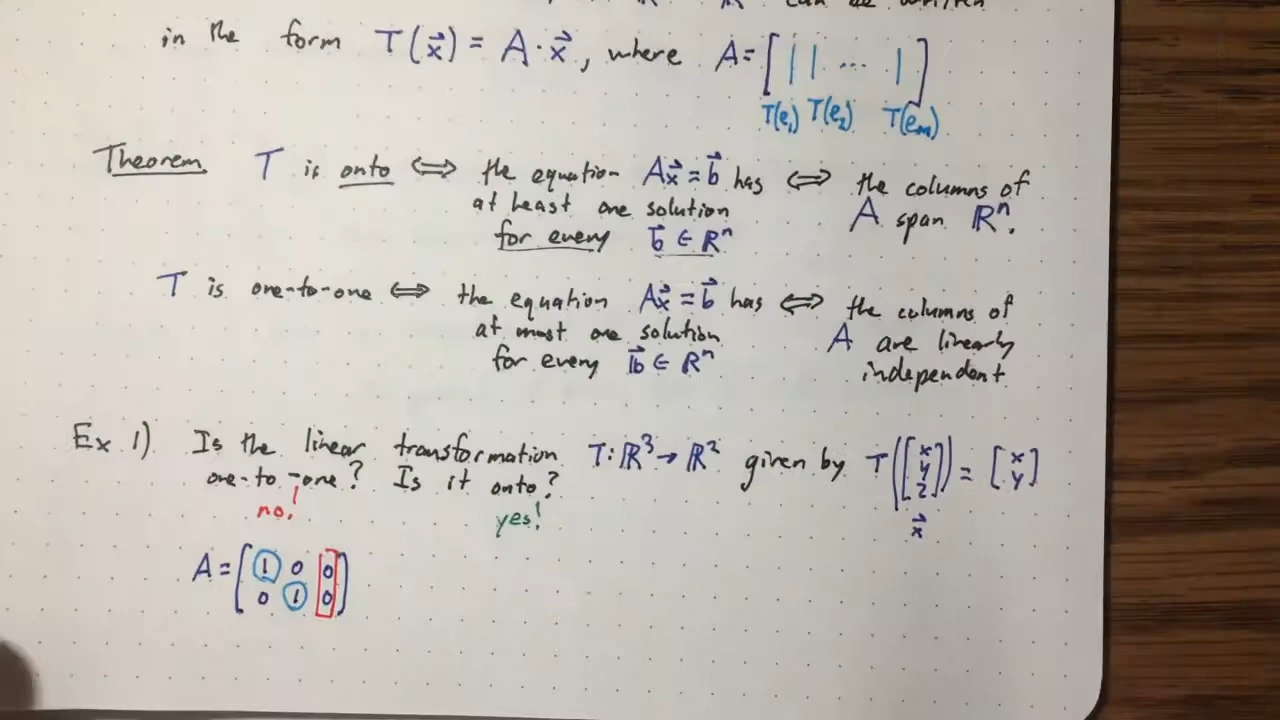 can be written
in the form T(x⃗) = A · x⃗, where A = [ | | ... | ]
T(e₁) T(e₂) T(eₘ)
Theorem T is onto ⟺ the equation Ax⃗ = b⃗ has ⟺ the columns of
at least one solution A span ℝⁿ.
for every b⃗ ∈ ℝⁿ
T is one-to-one ⟺ the equation Ax⃗ = b⃗ has ⟺ the columns of
at most one solution A are linearly
for every b⃗ ∈ ℝⁿ independent
Ex 1) Is the linear transformation T: ℝ³ → ℝ² given by T([x y z]) = [x y]
one-to-one? Is it onto?
no! yes! x⃗
A = [1 0 0
0 1 0]